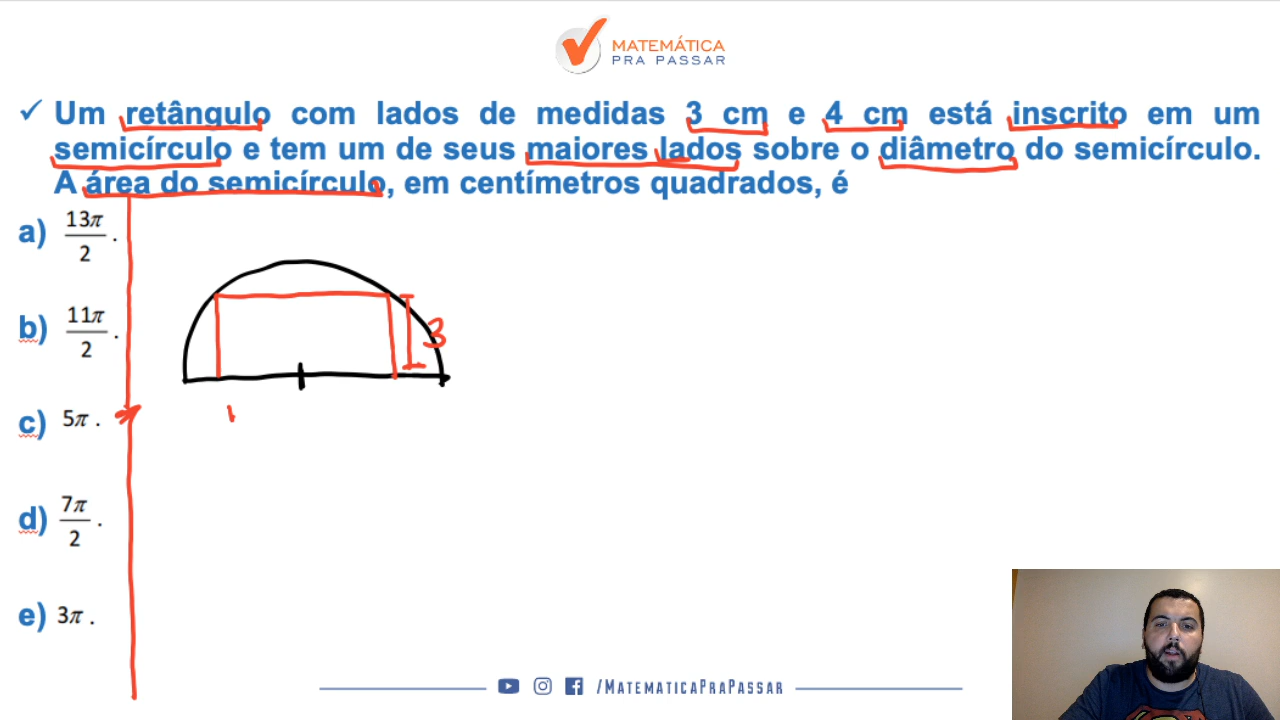 MATEMÁTICA
PRA PASSAR
✓ Um retângulo com lados de medidas 3 cm e 4 cm está inscrito em um
semicírculo e tem um de seus maiores lados sobre o diâmetro do semicírculo.
A área do semicírculo, em centímetros quadrados, é
a) 13π/2 .
b) 11π/2 .
c) 5π .
d) 7π/2 .
e) 3π .
3
/MATEMATICAPRAPASSAR